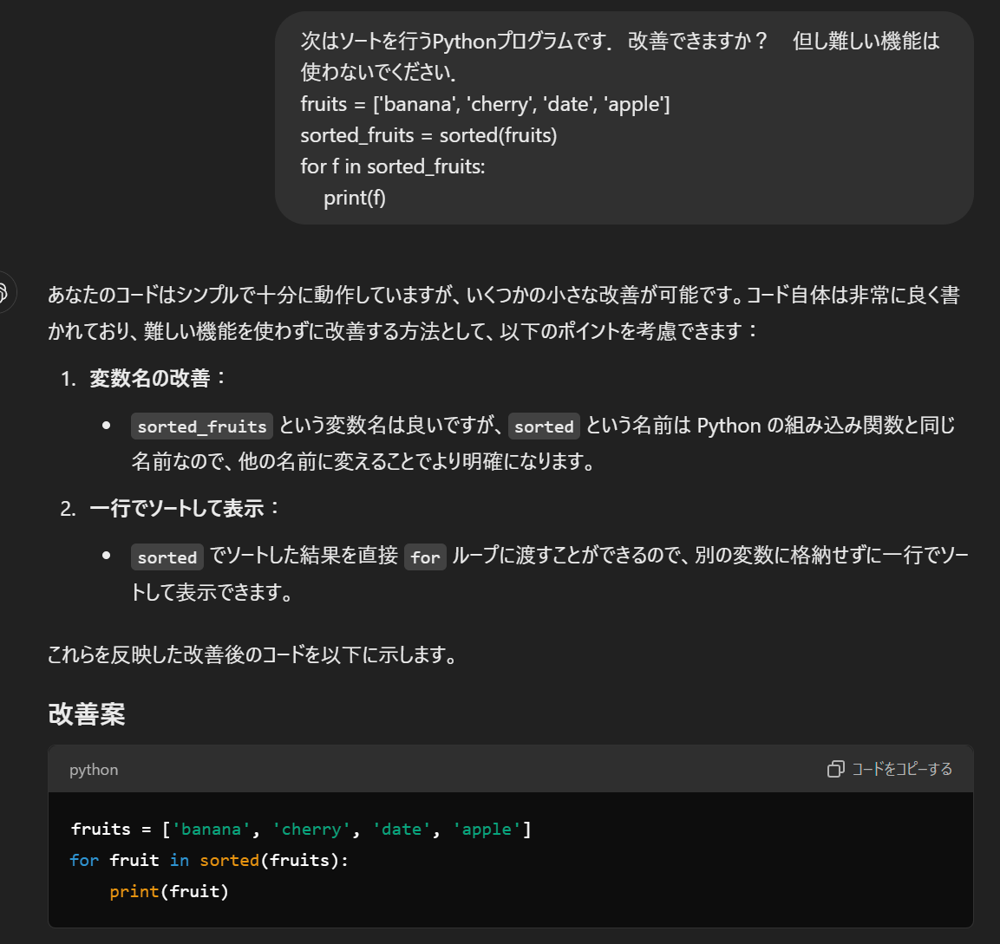 次はソートを行うPythonプログラムです．改善できますか？　但し難しい機能は
使わないでください．
fruits = ['banana', 'cherry', 'date', 'apple']
sorted_fruits = sorted(fruits)
for f in sorted_fruits:
    print(f)
あなたのコードはシンプルで十分に動作していますが、いくつかの小さな改善が可能です。コード自体は非常に良く書
かれており、難しい機能を使わずに改善する方法として、以下のポイントを考慮できます：
1. 変数名の改善：
• sorted_fruits という変数名は良いですが、sorted という名前は Python の組み込み関数と同じ
名前なので、他の名前に変えることでより明確になります。
2. 一行でソートして表示：
• sorted でソートした結果を直接 for ループに渡すことができるので、別の変数に格納せずに一行でソー
トして表示できます。
これらを反映した改善後のコードを以下に示します。
改善案
python
コードをコピーする
fruits = ['banana', 'cherry', 'date', 'apple']
for fruit in sorted(fruits):
    print(fruit)